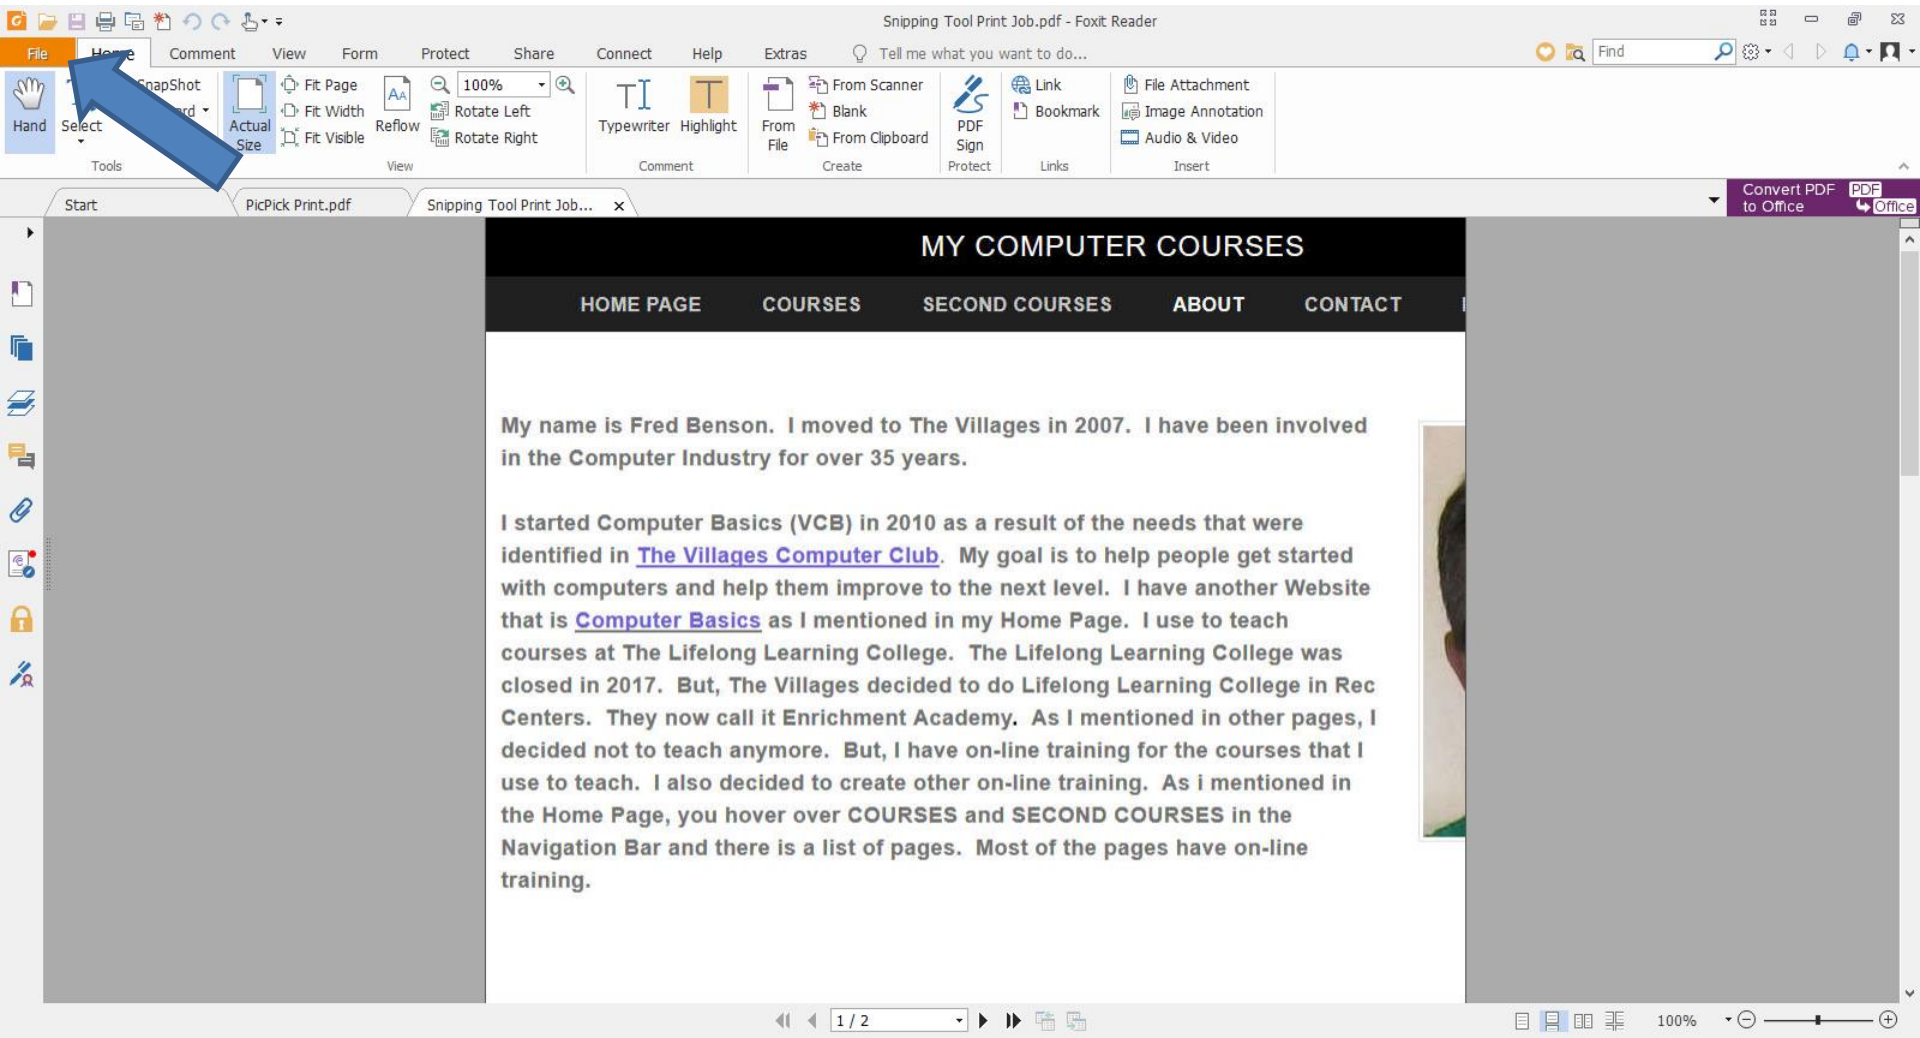 Snipping Tool Print Job.pdf - Foxit Reader
File Home Comment View Form Protect Share Connect Help Extras Tell me what you want to do... Find
SnapShot Fit Page 100% From Scanner Link File Attachment
Fit Width Rotate Left Blank Bookmark Image Annotation
Hand Select Actual Size Fit Visible Reflow Rotate Right Typewriter Highlight From File From Clipboard PDF Sign Audio & Video
Tools View Comment Create Protect Links Insert
Start PicPick Print.pdf Snipping Tool Print Job... x Convert PDF to Office PDF Office
MY COMPUTER COURSES
HOME PAGE COURSES SECOND COURSES ABOUT CONTACT
My name is Fred Benson. I moved to The Villages in 2007. I have been involved
in the Computer Industry for over 35 years.
I started Computer Basics (VCB) in 2010 as a result of the needs that were
identified in The Villages Computer Club. My goal is to help people get started
with computers and help them improve to the next level. I have another Website
that is Computer Basics as I mentioned in my Home Page. I use to teach
courses at The Lifelong Learning College. The Lifelong Learning College was
closed in 2017. But, The Villages decided to do Lifelong Learning College in Rec
Centers. They now call it Enrichment Academy. As I mentioned in other pages, I
decided not to teach anymore. But, I have on-line training for the courses that I
use to teach. I also decided to create other on-line training. As i mentioned in
the Home Page, you hover over COURSES and SECOND COURSES in the
Navigation Bar and there is a list of pages. Most of the pages have on-line
training.
1 / 2 100%